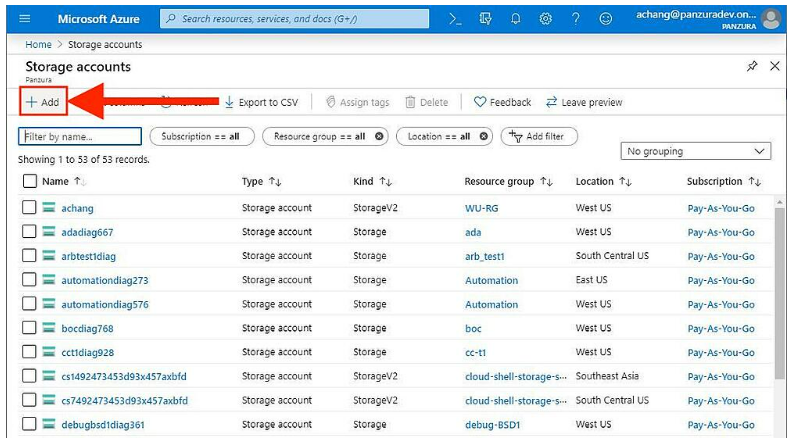 Microsoft Azure
Search resources, services, and docs (G+/)
achang@panzuradev.on...
PANZURA
Home > Storage accounts
Storage accounts
Panzura
+ Add
Export to CSV
Assign tags
Delete
Feedback
Leave preview
Filter by name...
Subscription == all
Resource group == all
Location == all
Add filter
Showing 1 to 53 of 53 records.
No grouping
Name ↑↓ Type ↑↓ Kind ↑↓ Resource group ↑↓ Location ↑↓ Subscription ↑↓
achang Storage account StorageV2 WU-RG West US Pay-As-You-Go
adadiag667 Storage account Storage ada West US Pay-As-You-Go
arbtest1diag Storage account Storage arb_test1 South Central US Pay-As-You-Go
automationdiag273 Storage account Storage Automation East US Pay-As-You-Go
automationdiag576 Storage account Storage Automation West US Pay-As-You-Go
bocdiag768 Storage account Storage boc West US Pay-As-You-Go
cct1diag928 Storage account Storage cc-t1 West US Pay-As-You-Go
cs1492473453d93x457axbfd Storage account StorageV2 cloud-shell-storage-s··· Southeast Asia Pay-As-You-Go
cs7492473453d93x457axbfd Storage account StorageV2 cloud-shell-storage-s··· South Central US Pay-As-You-Go
debugbsd1diag361 Storage account Storage debug-BSD1 West US Pay-As-You-Go